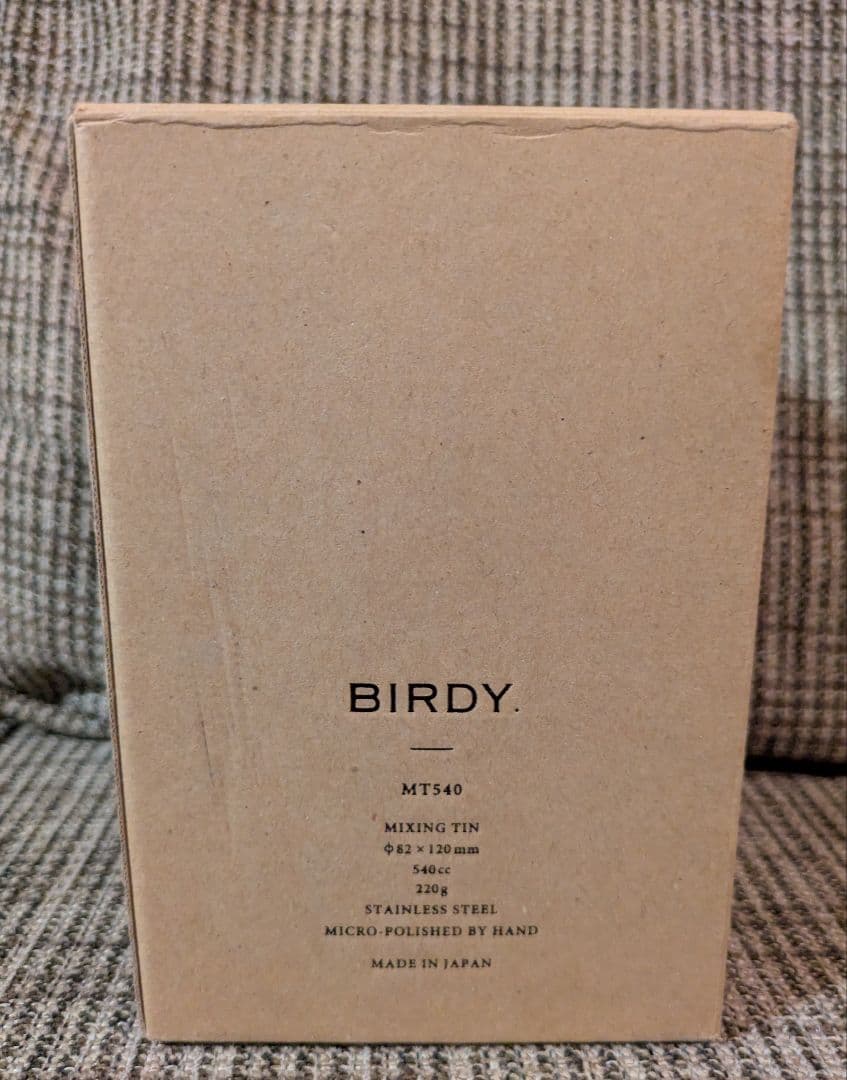 BIRDY.
MT540
MIXING TIN
Φ82 × 120mm
540cc
220g
STAINLESS STEEL
MICRO-POLISHED BY HAND
MADE IN JAPAN